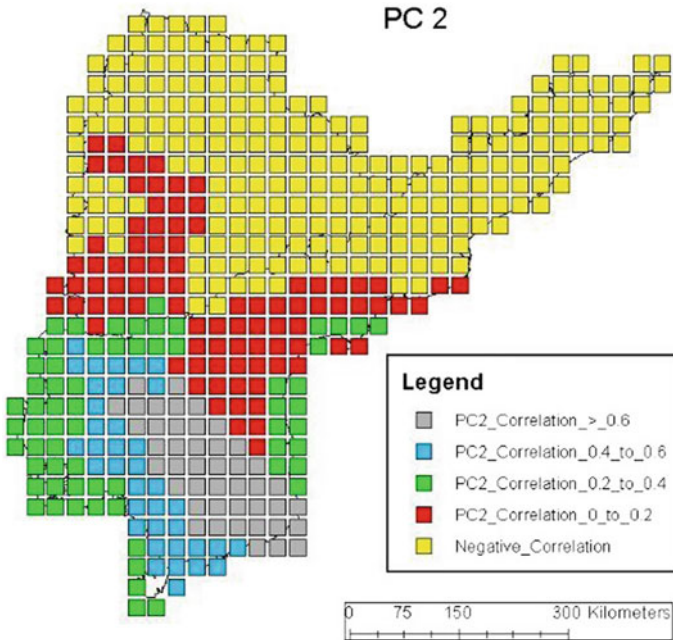 PC 2
Legend
PC2_Correlation_>_0.6
PC2_Correlation_0.4_to_0.6
PC2_Correlation_0.2_to_0.4
PC2_Correlation_0_to_0.2
Negative_Correlation
0 75 150 300 Kilometers